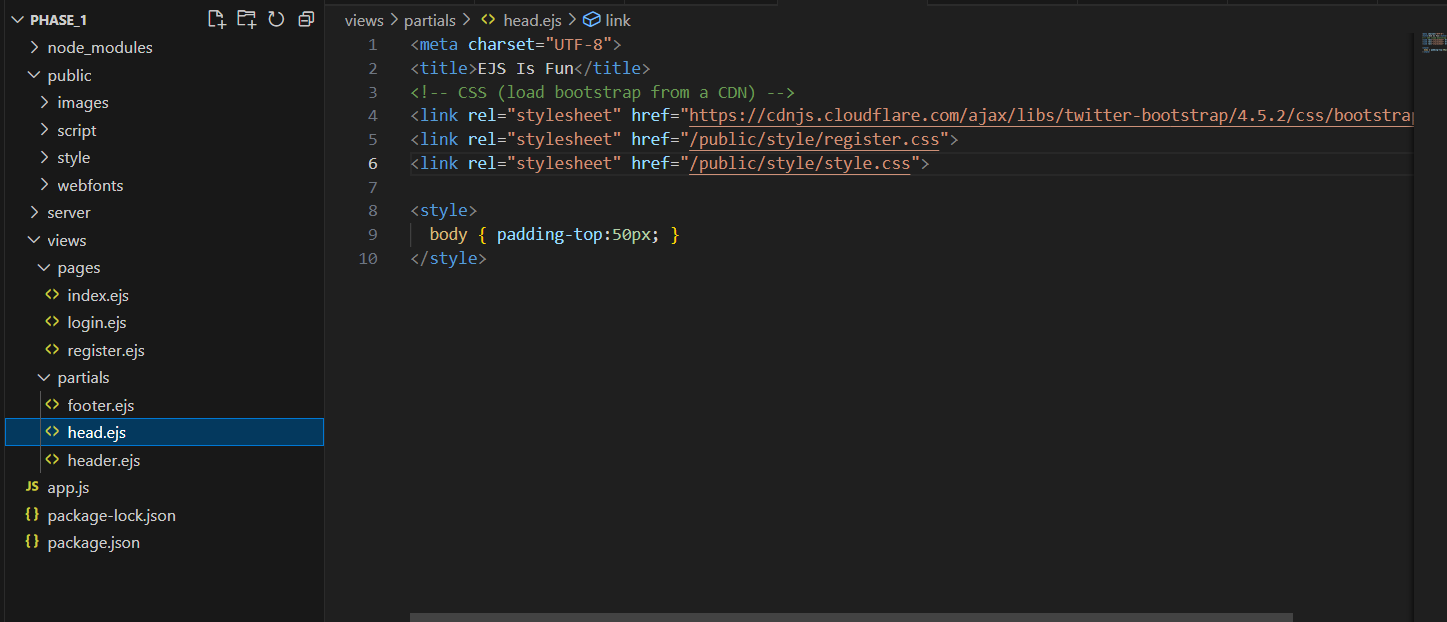 PHASE_1
node_modules
public
images
script
style
webfonts
server
views
pages
index.ejs
login.ejs
register.ejs
partials
footer.ejs
head.ejs
header.ejs
JS app.js
{} package-lock.json
{} package.json
views > partials > <> head.ejs > link
1 <meta charset="UTF-8">
2 <title>EJS Is Fun</title>
3 <!-- CSS (load bootstrap from a CDN) -->
4 <link rel="stylesheet" href="https://cdnjs.cloudflare.com/ajax/libs/twitter-bootstrap/4.5.2/css/bootstrap
5 <link rel="stylesheet" href="/public/style/register.css">
6 <link rel="stylesheet" href="/public/style/style.css">
7
8 <style>
9 body { padding-top:50px; }
10 </style>